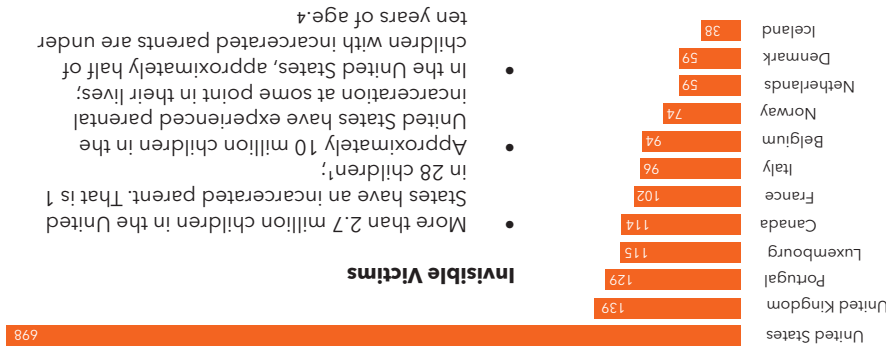 United States 698
United Kingdom 139
Portugal 129
Luxembourg 115
Canada 114
France 102
Italy 96
Belgium 94
Norway 74
Netherlands 59
Denmark 59
Iceland 38
Invisible Victims
• More than 2.7 million children in the United
States have an incarcerated parent. That is 1
in 28 children¹;
• Approximately 10 million children in the
United States have experienced parental
incarceration at some point in their lives;
• In the United States, approximately half of
children with incarcerated parents are under
ten years of age.⁴